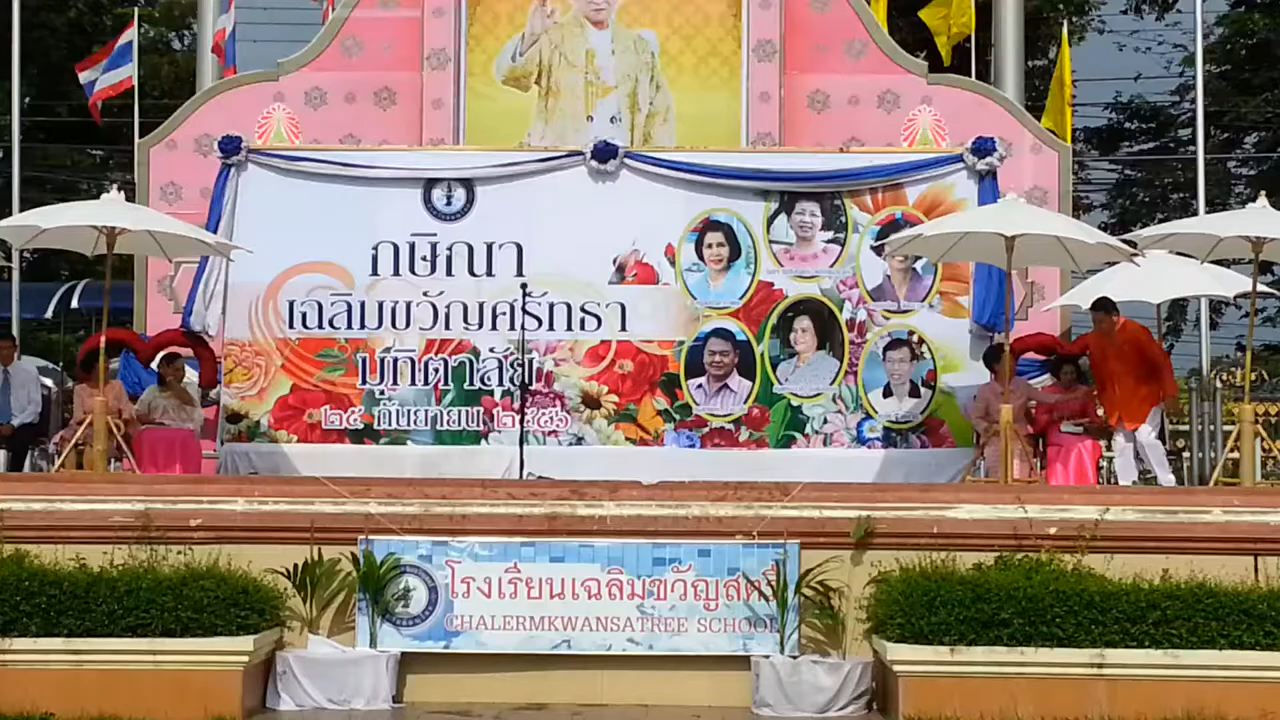 กษิณา
เฉลิมขวัญศรัทธา
มุทิตาลัย
๒๕ กันยายน ๒๕๕๖
โรงเรียนเฉลิมขวัญสตรี
CHALERMKWANSATREE SCHOOL